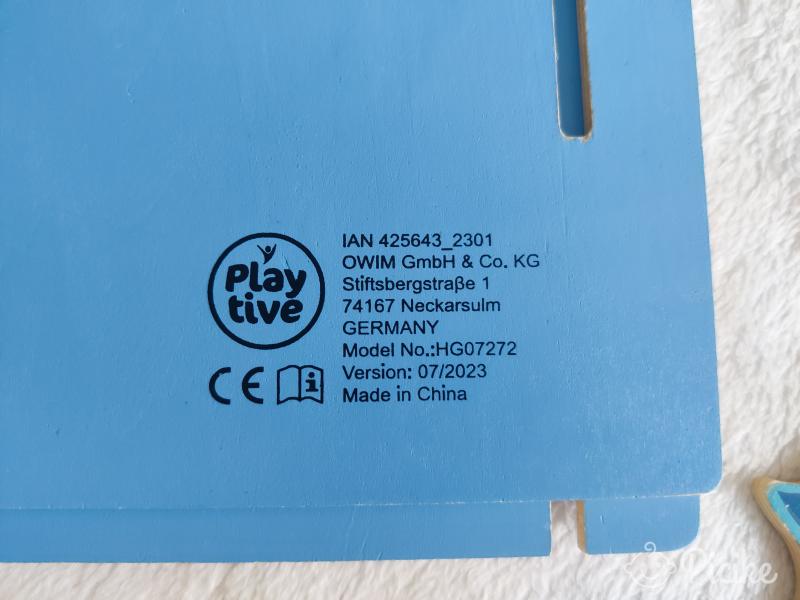 Play
tive
IAN 425643_2301
OWIM GmbH & Co. KG
Stiftsbergstraße 1
74167 Neckarsulm
GERMANY
Model No.:HG07272
Version: 07/2023
Made in China
CE
i
Picike